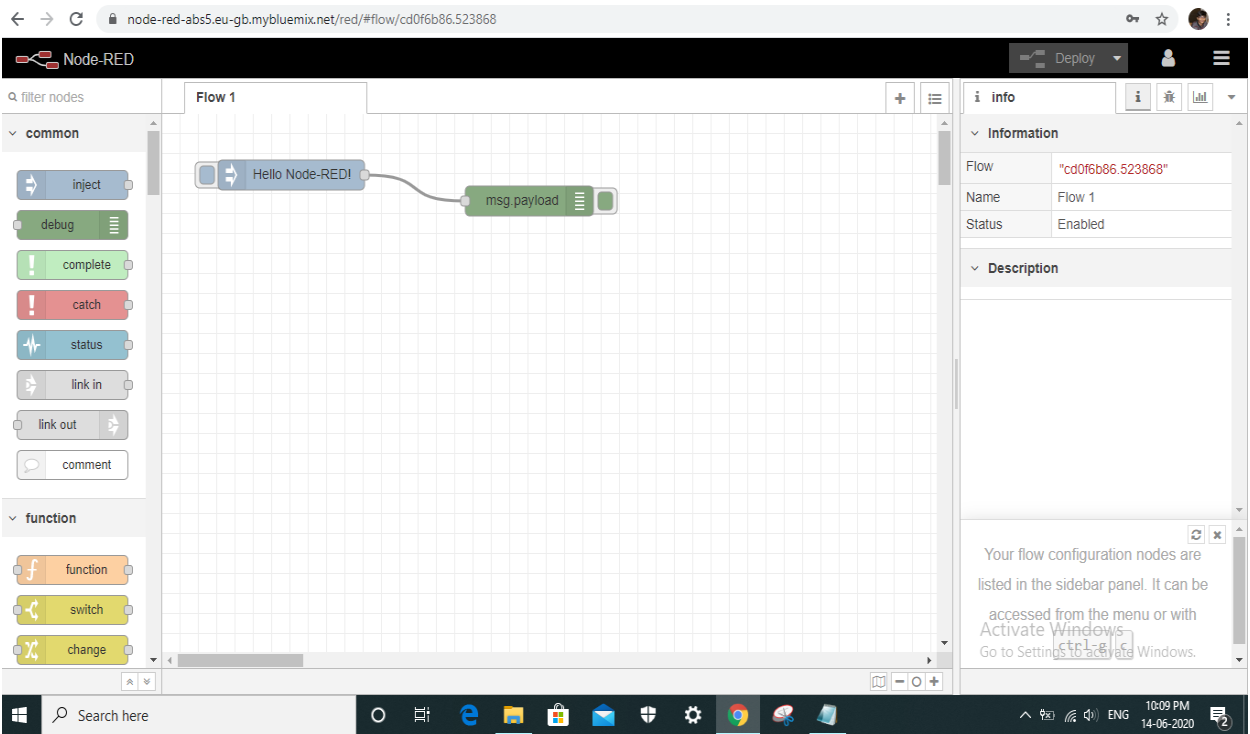 node-red-abs5.eu-gb.mybluemix.net/red/#flow/cd0f6b86.523868
Node-RED
Deploy
filter nodes
Flow 1
i info
i
common
Information
inject
Hello Node-RED!
Flow "cd0f6b86.523868"
msg.payload
Name Flow 1
debug
Status Enabled
complete
Description
catch
status
link in
link out
comment
function
Your flow configuration nodes are
listed in the sidebar panel. It can be
accessed from the menu or with
ctrl-g c
function
switch
change
Activate Windows
Go to Settings to activate Windows.
Search here
ENG
10:09 PM
14-06-2020
2